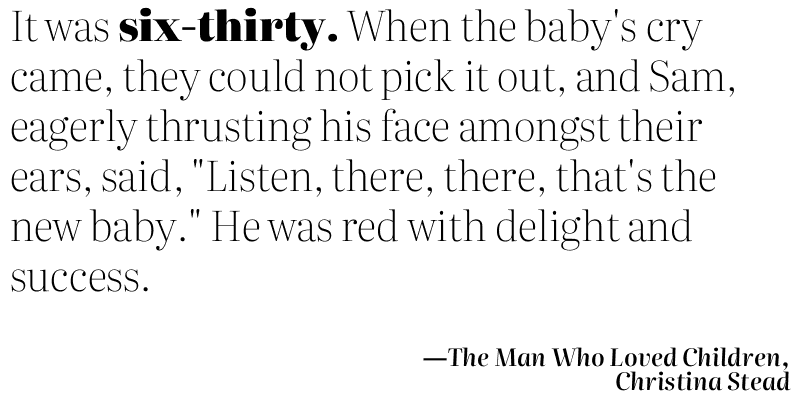 It was six-thirty. When the baby's cry
came, they could not pick it out, and Sam,
eagerly thrusting his face amongst their
ears, said, "Listen, there, there, that's the
new baby." He was red with delight and
success.
—The Man Who Loved Children,
Christina Stead